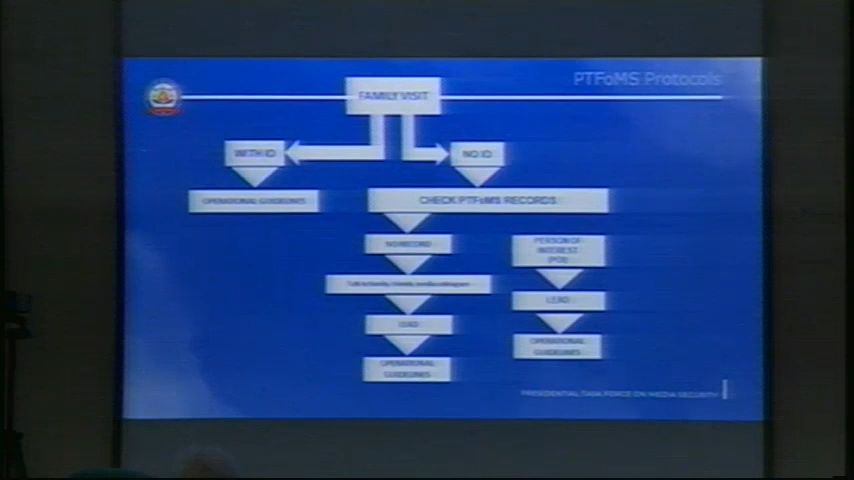 PTFoMS Protocols
FAMILY VISIT
WITH ID
NO ID
OPERATIONAL GUIDELINES
CHECK PTFoMS RECORDS
NO RECORD
PERSON OF
INTEREST
(POI)
LEAD
LEAD
OPERATIONAL
GUIDELINES
OPERATIONAL
GUIDELINES
PRESIDENTIAL TASK FORCE ON MEDIA SECURITY